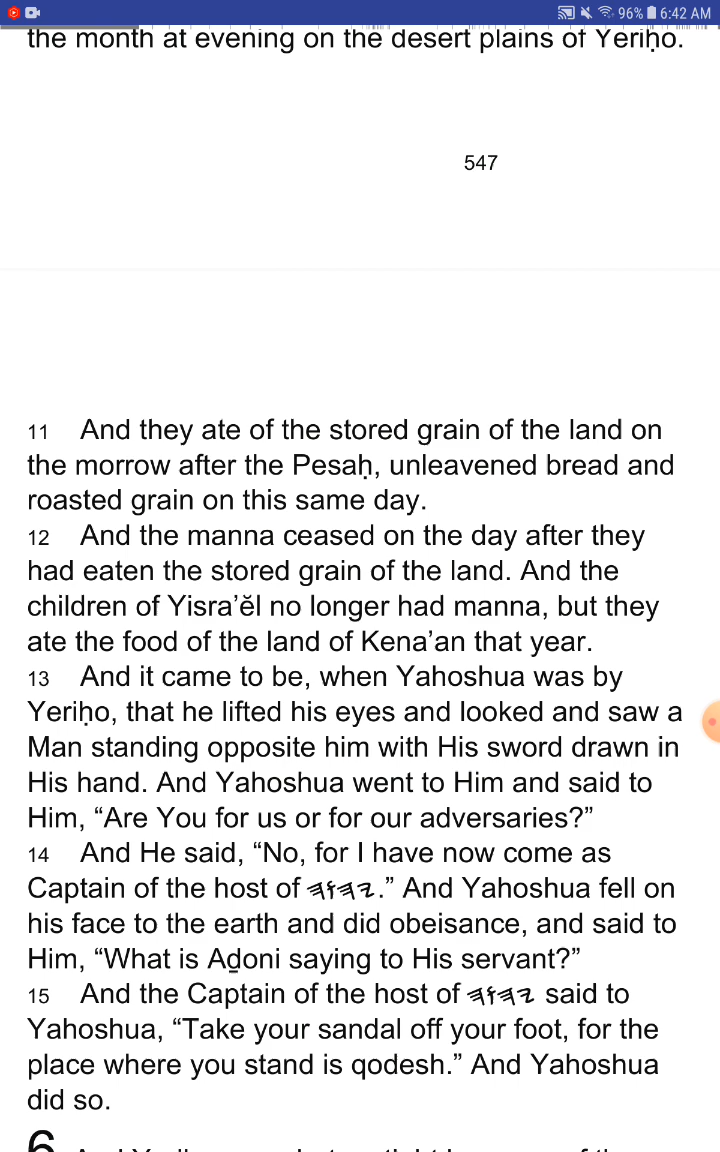 96% 6:42 AM
the month at evening on the desert plains of Yeriḥo.
547
11 And they ate of the stored grain of the land on
the morrow after the Pesaḥ, unleavened bread and
roasted grain on this same day.
12 And the manna ceased on the day after they
had eaten the stored grain of the land. And the
children of Yisra’ĕl no longer had manna, but they
ate the food of the land of Kena’an that year.
13 And it came to be, when Yahoshua was by
Yeriḥo, that he lifted his eyes and looked and saw a
Man standing opposite him with His sword drawn in
His hand. And Yahoshua went to Him and said to
Him, “Are You for us or for our adversaries?”
14 And He said, “No, for I have now come as
Captain of the host of 𐤉𐤄𐤅𐤄.” And Yahoshua fell on
his face to the earth and did obeisance, and said to
Him, “What is Aḏoni saying to His servant?”
15 And the Captain of the host of 𐤉𐤄𐤅𐤄 said to
Yahoshua, “Take your sandal off your foot, for the
place where you stand is qodesh.” And Yahoshua
did so.
6